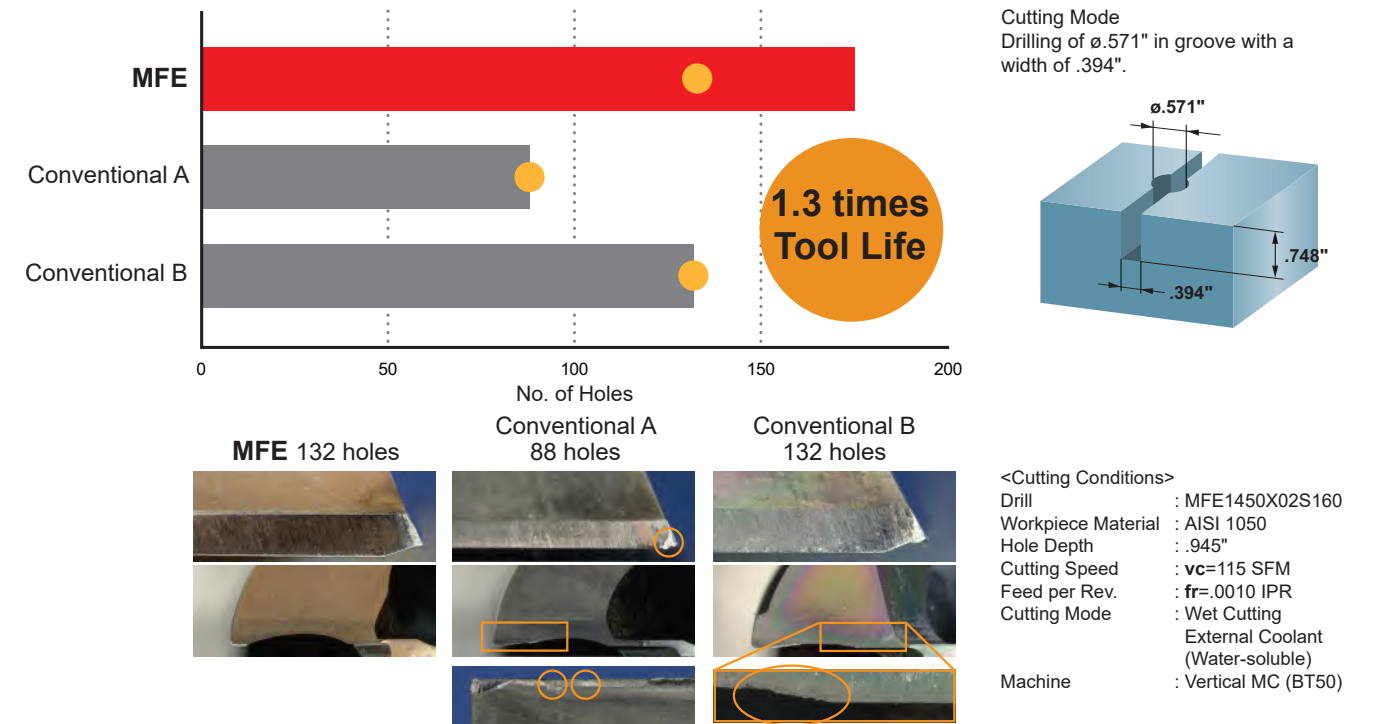 MFE
Conventional A
Conventional B
1.3 times
Tool Life
0
50
100
150
200
No. of Holes
Cutting Mode
Drilling of ø.571" in groove with a
width of .394".
ø.571"
.748"
.394"
MFE 132 holes
Conventional A
88 holes
Conventional B
132 holes
<Cutting Conditions>
Drill : MFE1450X02S160
Workpiece Material : AISI 1050
Hole Depth : .945"
Cutting Speed : vc=115 SFM
Feed per Rev. : fr=.0010 IPR
Cutting Mode : Wet Cutting
External Coolant
(Water-soluble)
Machine : Vertical MC (BT50)